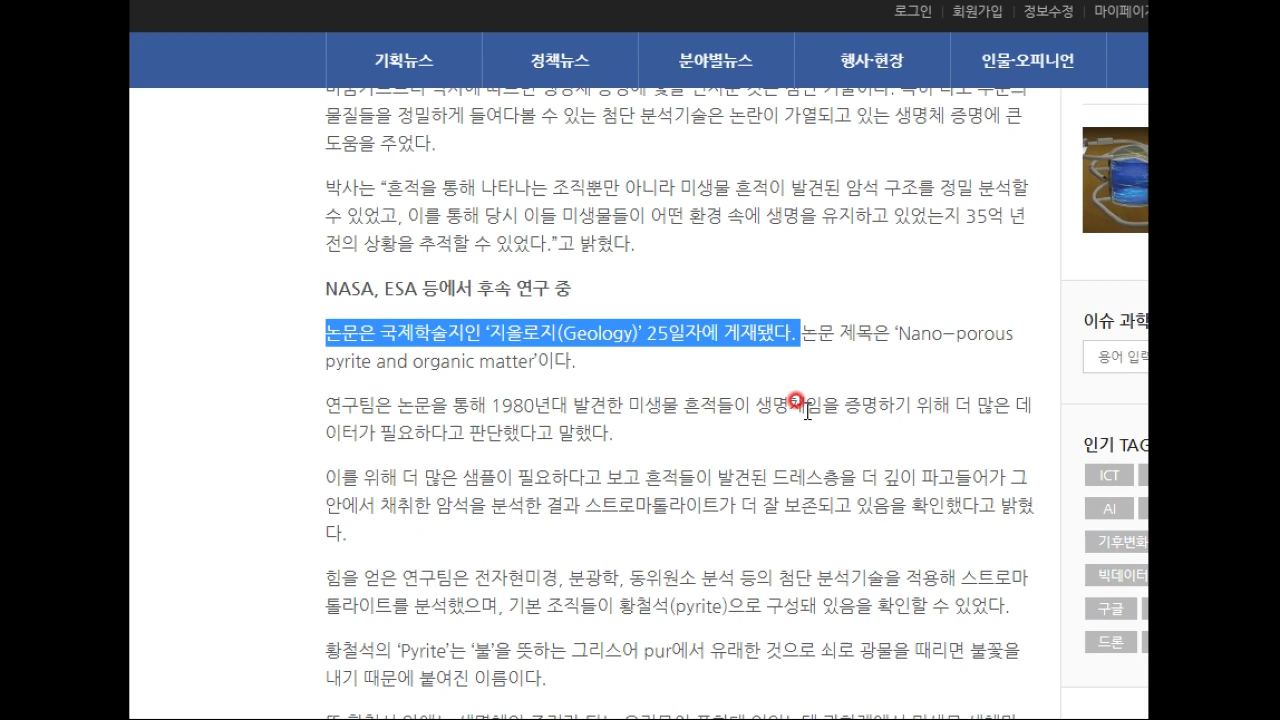 로그인 회원가입 정보수정 마이페이지
기획뉴스 정책뉴스 분야별뉴스 행사·현장 인물·오피니언
물질들을 정밀하게 들여다볼 수 있는 첨단 분석기술은 논란이 가열되고 있는 생명체 증명에 큰
도움을 주었다.
박사는 “흔적을 통해 나타나는 조직뿐만 아니라 미생물 흔적이 발견된 암석 구조를 정밀 분석할
수 있었고, 이를 통해 당시 이들 미생물들이 어떤 환경 속에 생명을 유지하고 있었는지 35억 년
전의 상황을 추적할 수 있었다.”고 밝혔다.
NASA, ESA 등에서 후속 연구 중
논문은 국제학술지인 ‘지올로지(Geology)’ 25일자에 게재됐다. 논문 제목은 ‘Nano−porous
pyrite and organic matter’이다.
연구팀은 논문을 통해 1980년대 발견한 미생물 흔적들이 생명체임을 증명하기 위해 더 많은 데
이터가 필요하다고 판단했다고 말했다.
이를 위해 더 많은 샘플이 필요하다고 보고 흔적들이 발견된 드레스층을 더 깊이 파고들어가 그
안에서 채취한 암석을 분석한 결과 스트로마톨라이트가 더 잘 보존되고 있음을 확인했다고 밝혔
다.
힘을 얻은 연구팀은 전자현미경, 분광학, 동위원소 분석 등의 첨단 분석기술을 적용해 스트로마
톨라이트를 분석했으며, 기본 조직들이 황철석(pyrite)으로 구성돼 있음을 확인할 수 있었다.
황철석의 ‘Pyrite’는 ‘불’을 뜻하는 그리스어 pur에서 유래한 것으로 쇠로 광물을 때리면 불꽃을
내기 때문에 붙여진 이름이다.
이슈 과학
용어 입력
인기 TAG
ICT
AI
기후변화
빅데이터
구글
드론